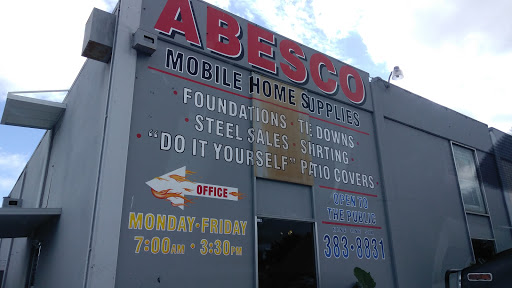 ABESCO
MOBILE HOME SUPPLIES
FOUNDATIONS · TIE DOWNS
· STEEL SALES · SKIRTING ·
· "DO IT YOURSELF" PATIO COVERS
OFFICE
MONDAY-FRIDAY
7:00AM - 3:30PM
OPEN TO
THE PUBLIC
383-8831